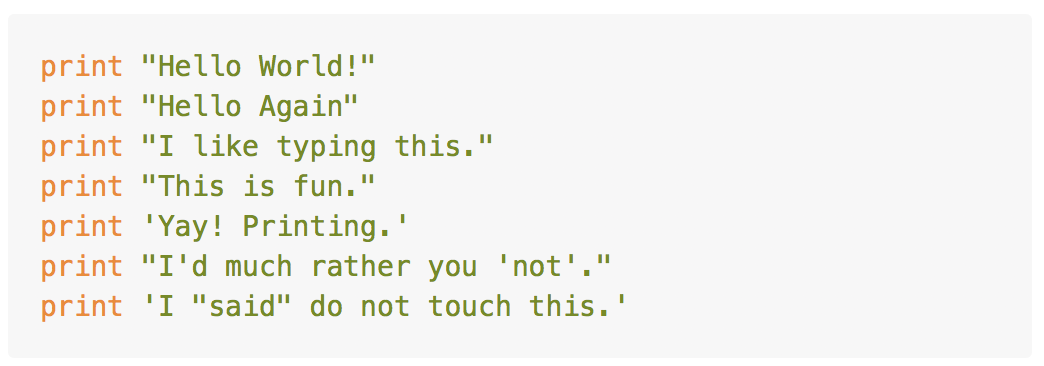 print "Hello World!"
print "Hello Again"
print "I like typing this."
print "This is fun."
print 'Yay! Printing.'
print "I'd much rather you 'not'."
print 'I "said" do not touch this.'